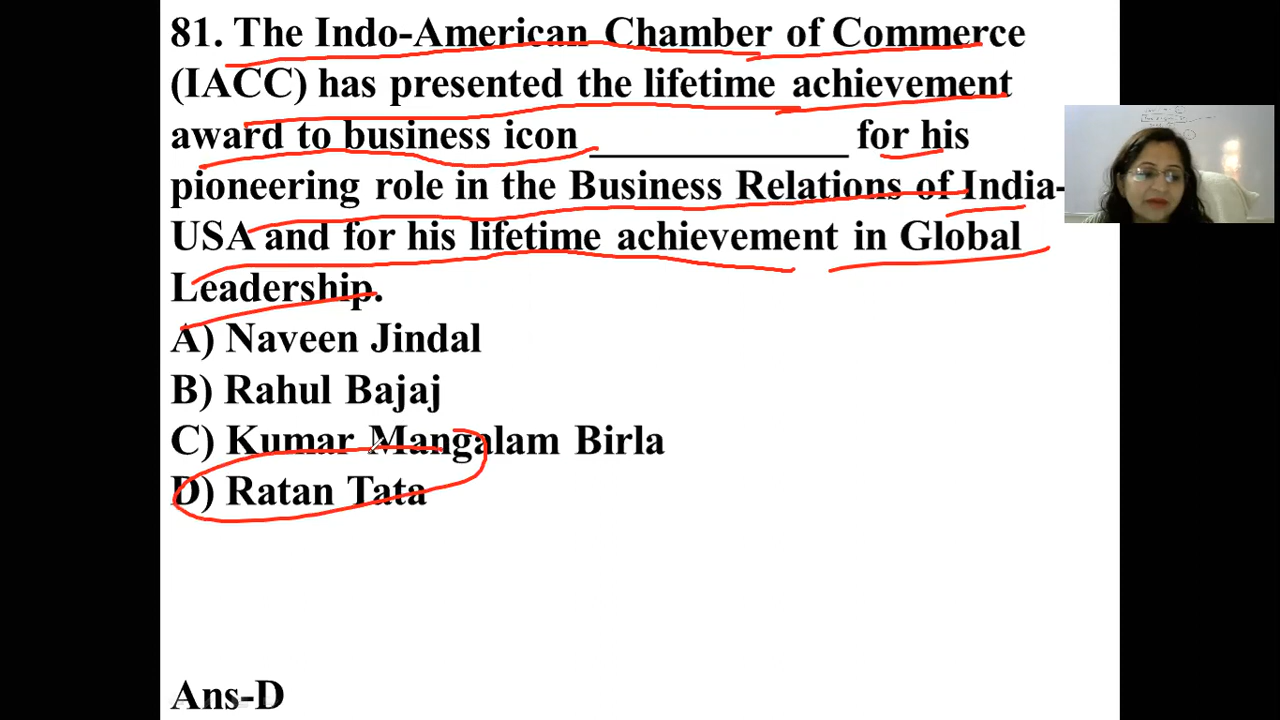 81. The Indo-American Chamber of Commerce
(IACC) has presented the lifetime achievement
award to business icon ____________ for his
pioneering role in the Business Relations of India-
USA and for his lifetime achievement in Global
Leadership.
A) Naveen Jindal
B) Rahul Bajaj
C) Kumar Mangalam Birla
D) Ratan Tata
Ans-D